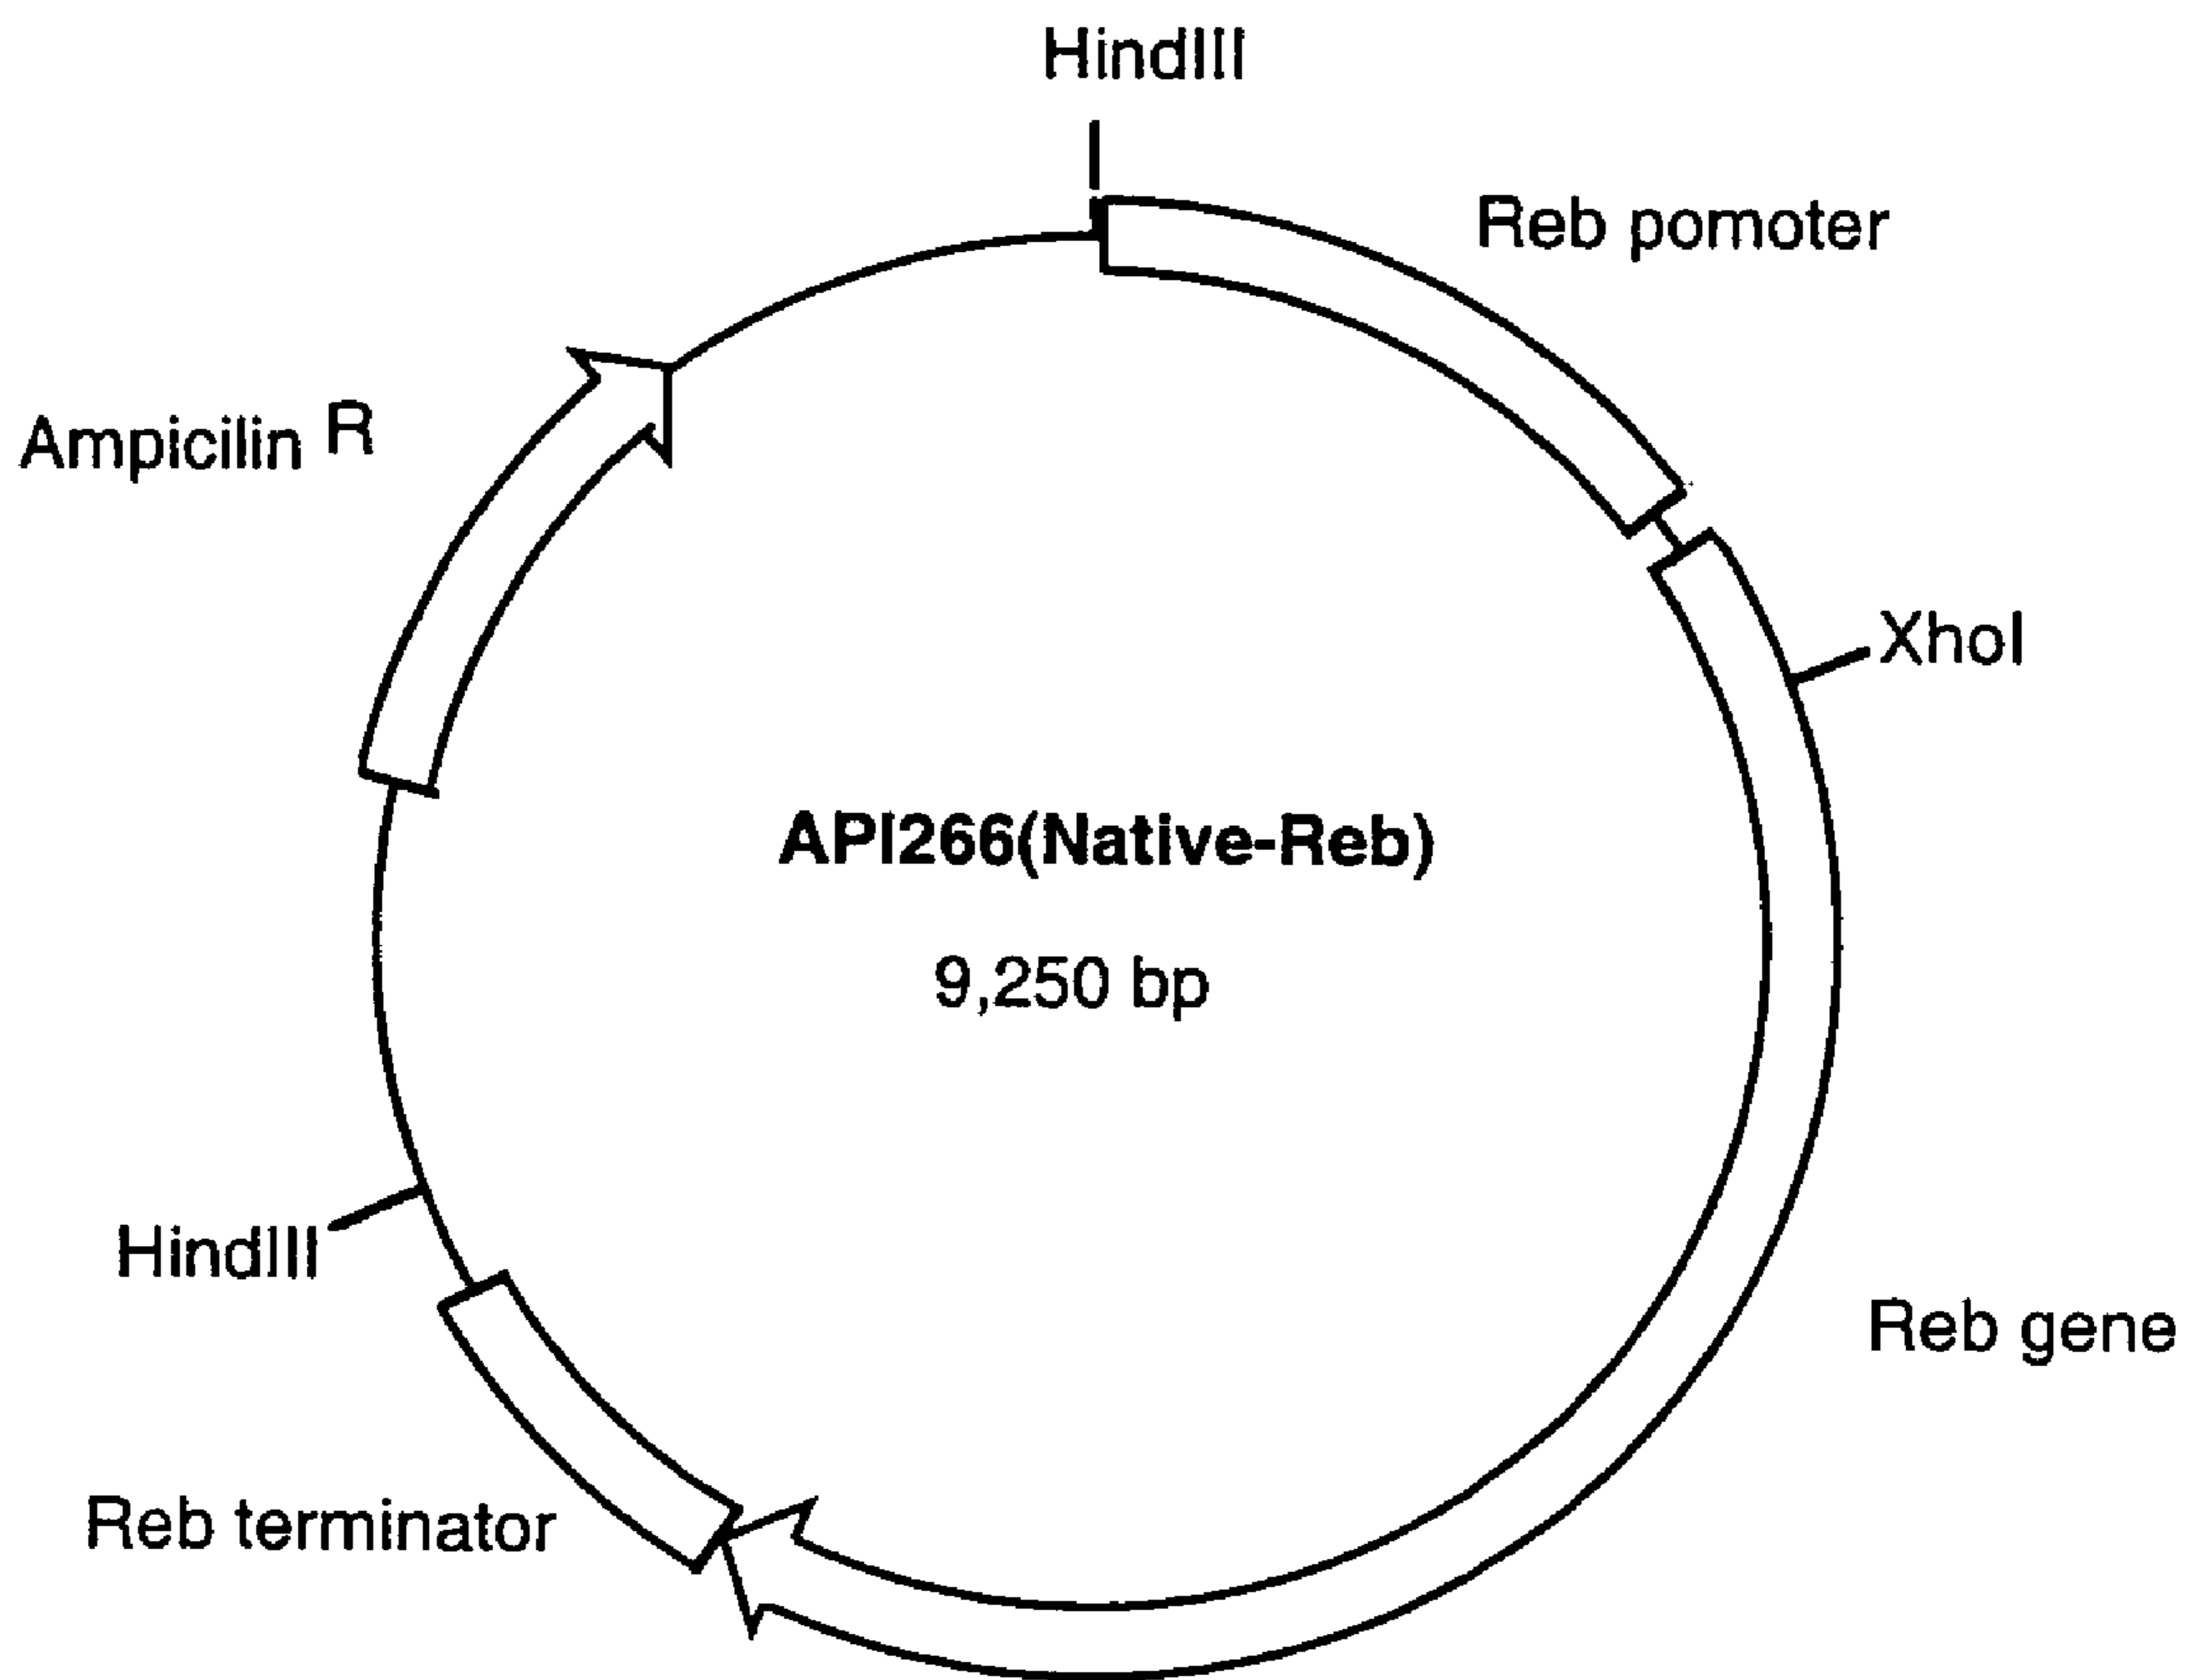 HindIII
Reb pomoter
Ampicilin R
XhoI
API266(Native-Reb)
9,250 bp
HindIII
Reb gene
Reb terminator